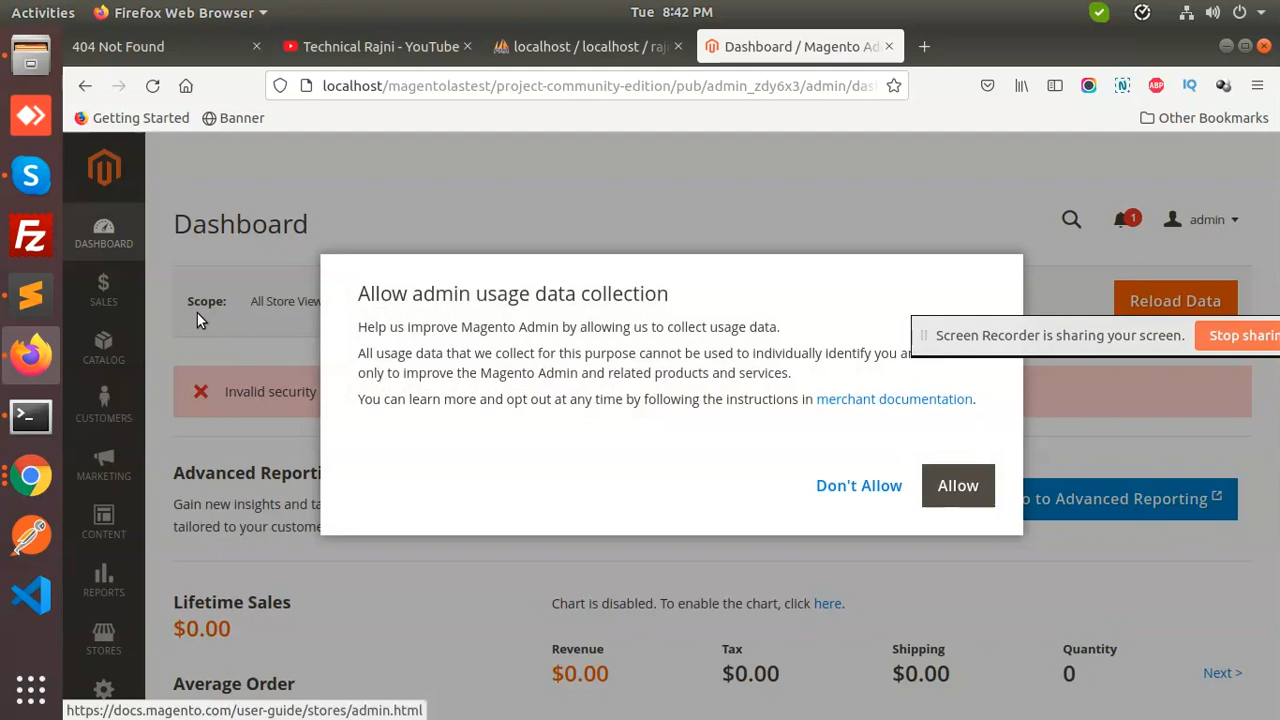 Activities
Firefox Web Browser
Tue 8:42 PM
404 Not Found
Technical Rajni - YouTube
localhost / localhost / raj
Dashboard / Magento Ad
localhost/magentolastest/project-community-edition/pub/admin_zdy6x3/admin/das
ABP
IQ
Getting Started
Banner
Other Bookmarks
DASHBOARD
SALES
CATALOG
CUSTOMERS
MARKETING
CONTENT
REPORTS
STORES
Dashboard
1
admin
Scope:
All Store View
Reload Data
Screen Recorder is sharing your screen.
Stop sharin
Invalid security
Allow admin usage data collection
Help us improve Magento Admin by allowing us to collect usage data.
All usage data that we collect for this purpose cannot be used to individually identify you
only to improve the Magento Admin and related products and services.
You can learn more and opt out at any time by following the instructions in merchant documentation.
Don't Allow
Allow
Advanced Reporti
Gain new insights and ta
tailored to your custome
o to Advanced Reporting
Lifetime Sales
$0.00
Chart is disabled. To enable the chart, click here.
Revenue
$0.00
Tax
$0.00
Shipping
$0.00
Quantity
0
Next >
Average Order
https://docs.magento.com/user-guide/stores/admin.html